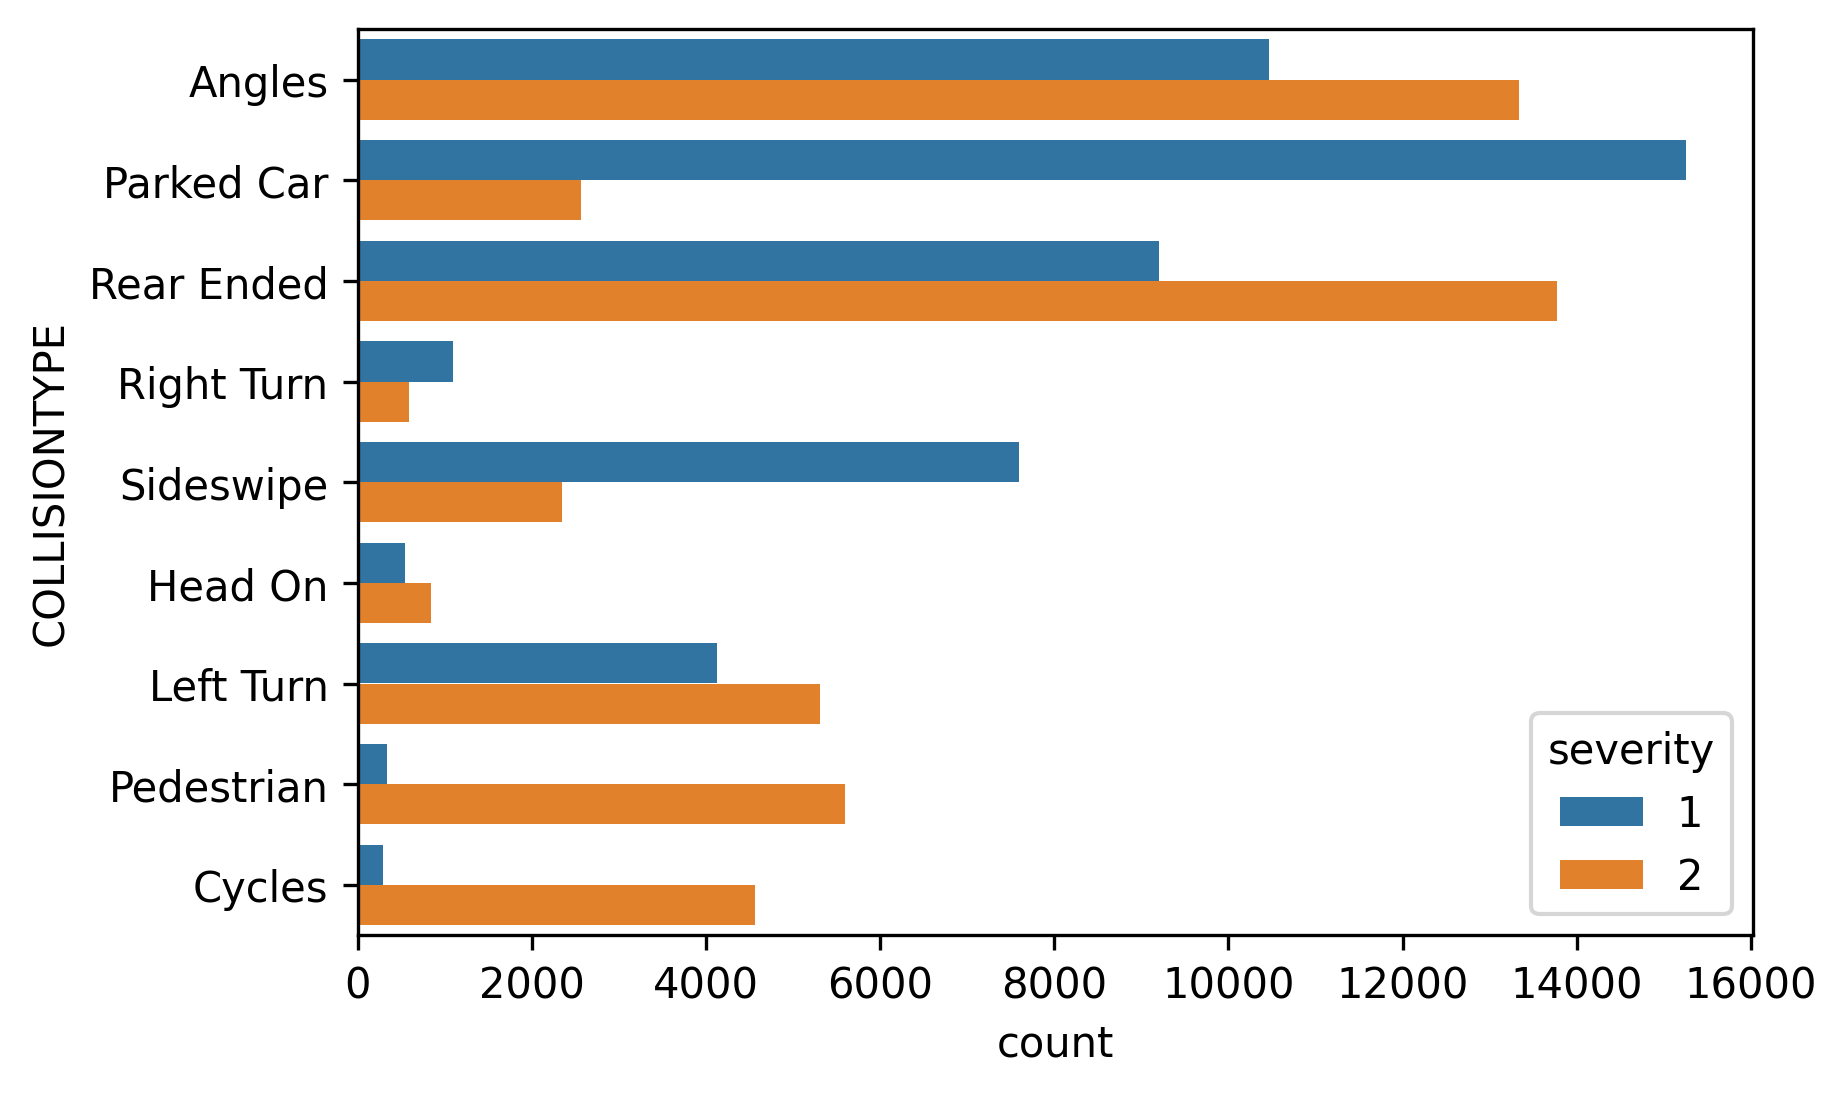 Angles
Parked Car
Rear Ended
Right Turn
Sideswipe
Head On
Left Turn
Pedestrian
Cycles
COLLISIONTYPE
0 2000 4000 6000 8000 10000 12000 14000 16000
count
severity
1
2